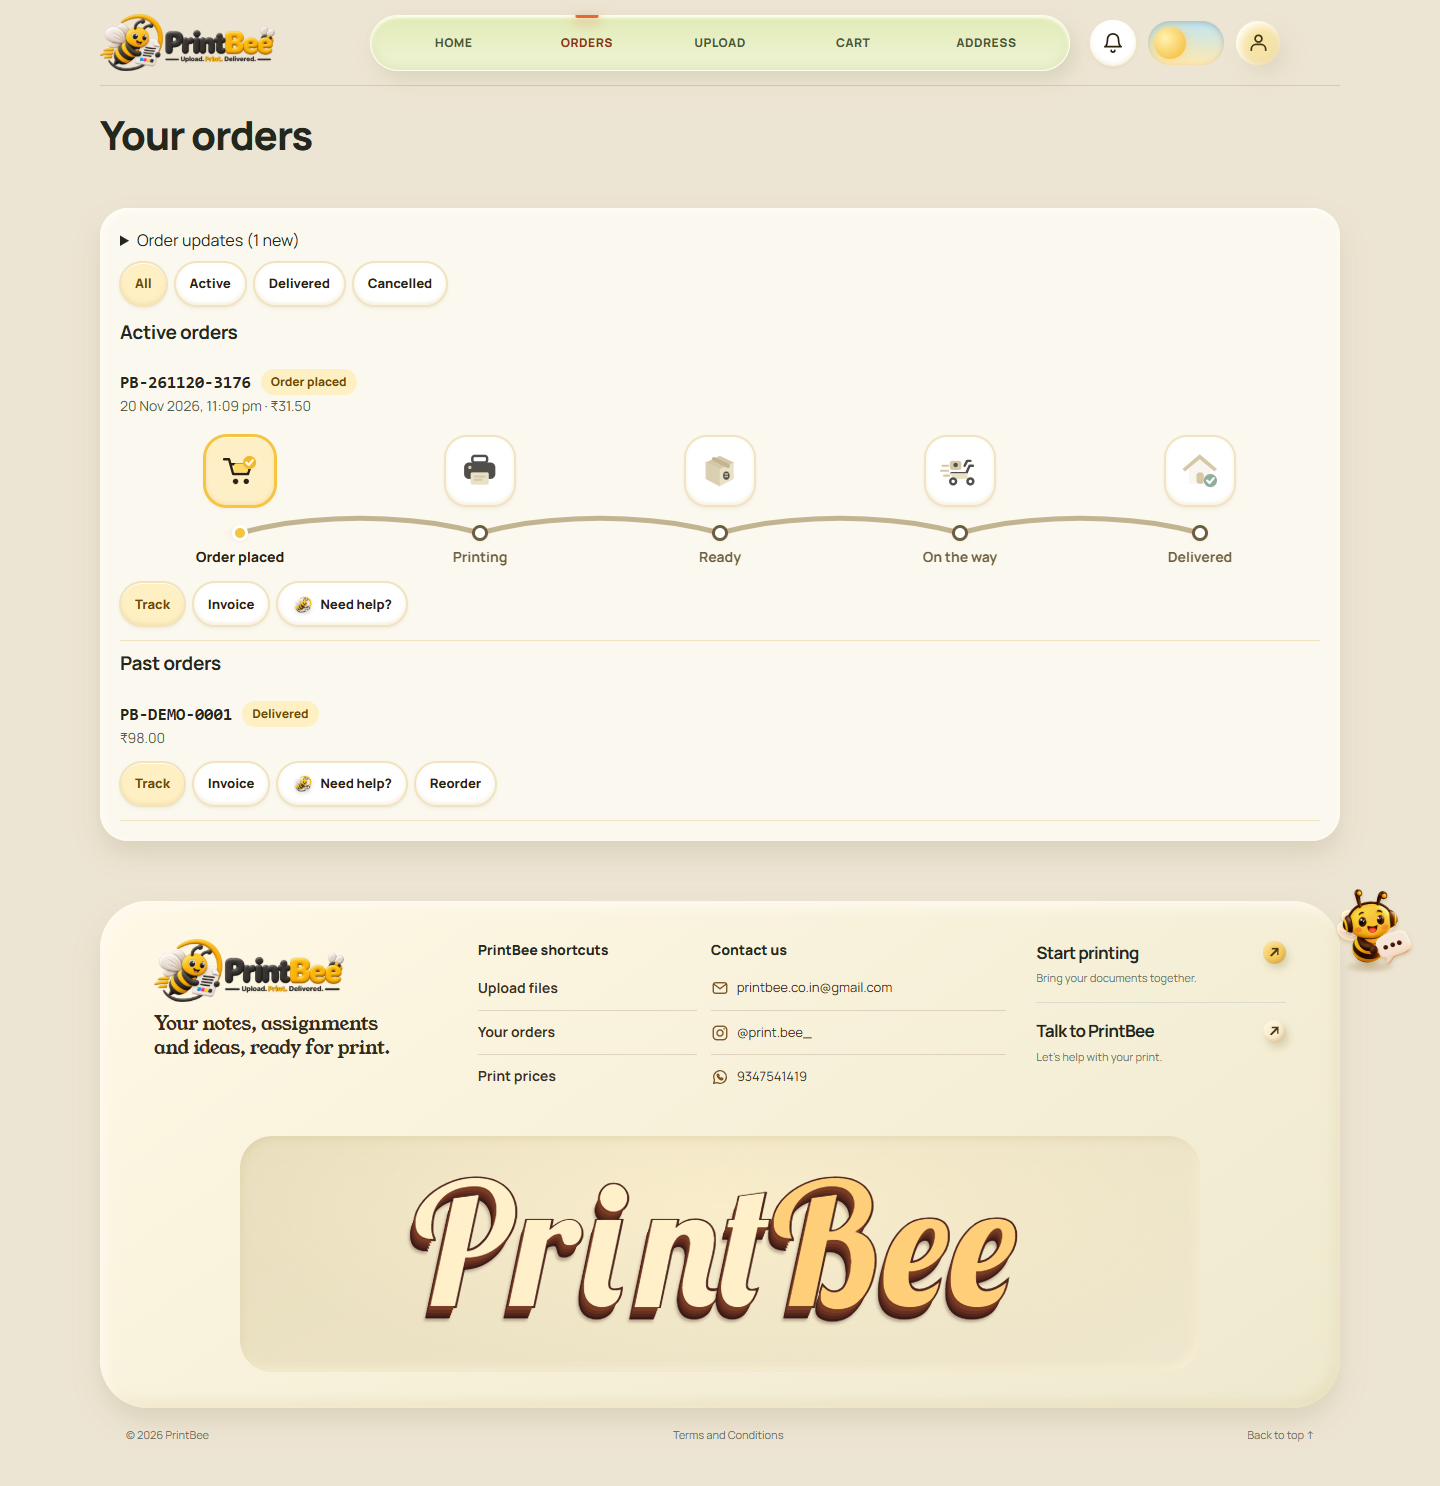 PrintBee
Upload. Print. Delivered.
HOME ORDERS UPLOAD CART ADDRESS
Your orders
Order updates (1 new)
All Active Delivered Cancelled
Active orders
PB-261120-3176 Order placed
20 Nov 2026, 11:09 pm · ₹31.50
Order placed Printing Ready On the way Delivered
Track Invoice Need help?
Past orders
PB-DEMO-0001 Delivered
₹98.00
Track Invoice Need help? Reorder
PrintBee
Upload. Print. Delivered.
Your notes, assignments
and ideas, ready for print.
PrintBee shortcuts
Upload files
Your orders
Print prices
Contact us
printbee.co.in@gmail.com
@print.bee_
9347541419
Start printing
Bring your documents together.
Talk to PrintBee
Let's help with your print.
PrintBee
© 2026 PrintBee Terms and Conditions Back to top ↑